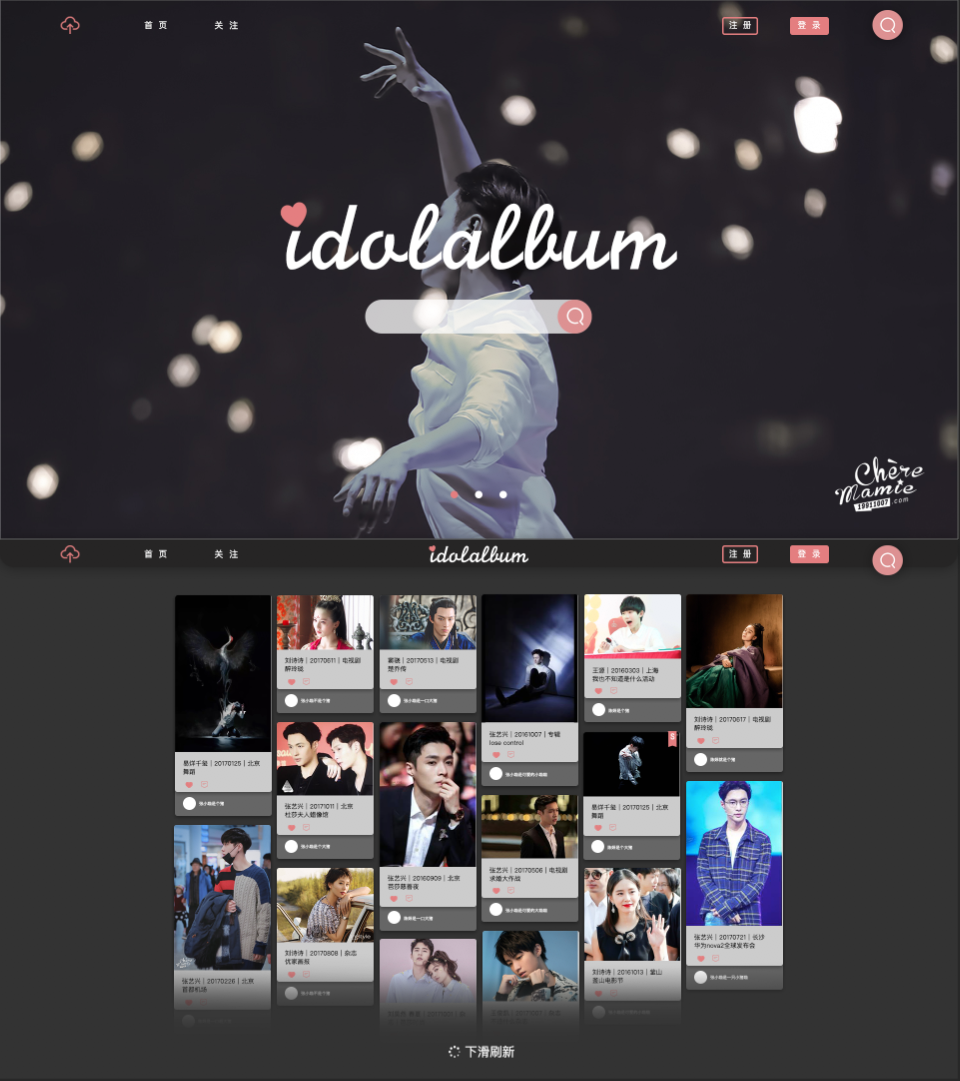 首 页
关 注
注 册
登 录
idolalbum
Chère
Mamie
19911007 .com
首 页
关 注
idolalbum
注 册
登 录
易烊千玺｜20170125｜北京
舞蹈
刘诗诗｜20170611｜电视剧
醉玲珑
窦骁｜20170513｜电视剧
楚乔传
张艺兴｜20161007｜专辑
lose control
王源｜20160303｜上海
我也不知道是什么活动
刘诗诗｜20170617｜电视剧
醉玲珑
张艺兴｜20171011｜北京
杜莎夫人蜡像馆
张艺兴｜20160909｜北京
芭莎慈善夜
张艺兴｜20170506｜电视剧
求婚大作战
易烊千玺｜20170125｜北京
舞蹈
张艺兴｜20170721｜长沙
华为nova2全球发布会
张艺兴｜20170226｜北京
首都机场
刘诗诗｜20170808｜杂志
优家画报
刘诗诗｜20161013｜釜山
釜山电影节
下滑刷新